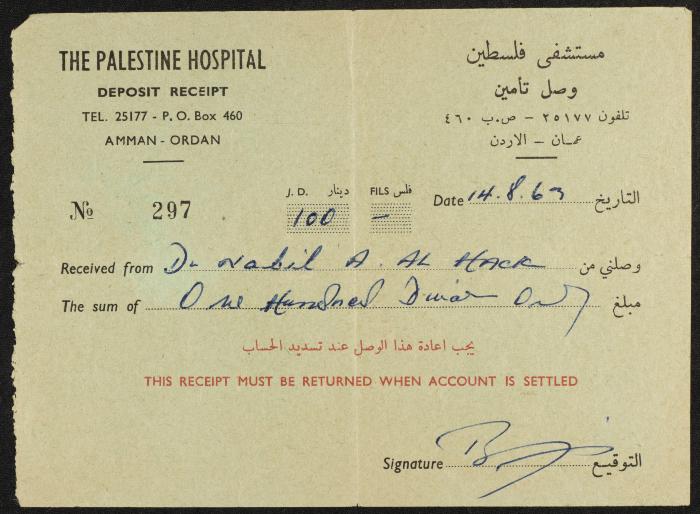 THE PALESTINE HOSPITAL
DEPOSIT RECEIPT
TEL. 25177 - P.O. Box 460
AMMAN - ORDAN
مستشفى فلسطين
وصل تأمين
تلفون ٢٥١٧٧ – ص.ب ٤٦٠
عمان – الاردن
J. D. دينار FILS فلس
№ 297
100 —
Date 14.8.63 التاريخ
Received from Dr Nabil A. AL وصلني من
The sum of One Hundred Dinar Only مبلغ
يجب اعادة هذا الوصل عند تسديد الحساب
THIS RECEIPT MUST BE RETURNED WHEN ACCOUNT IS SETTLED
Signature التوقيع